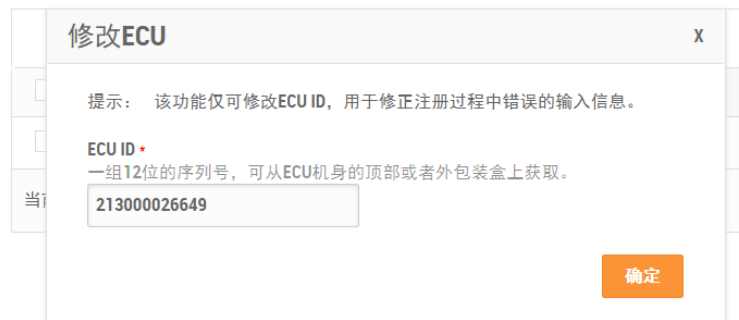 修改ECU
X
提示： 该功能仅可修改ECU ID，用于修正注册过程中错误的输入信息。
ECU ID *
一组12位的序列号，可从ECU机身的顶部或者外包装盒上获取。
当前
213000026649
确定